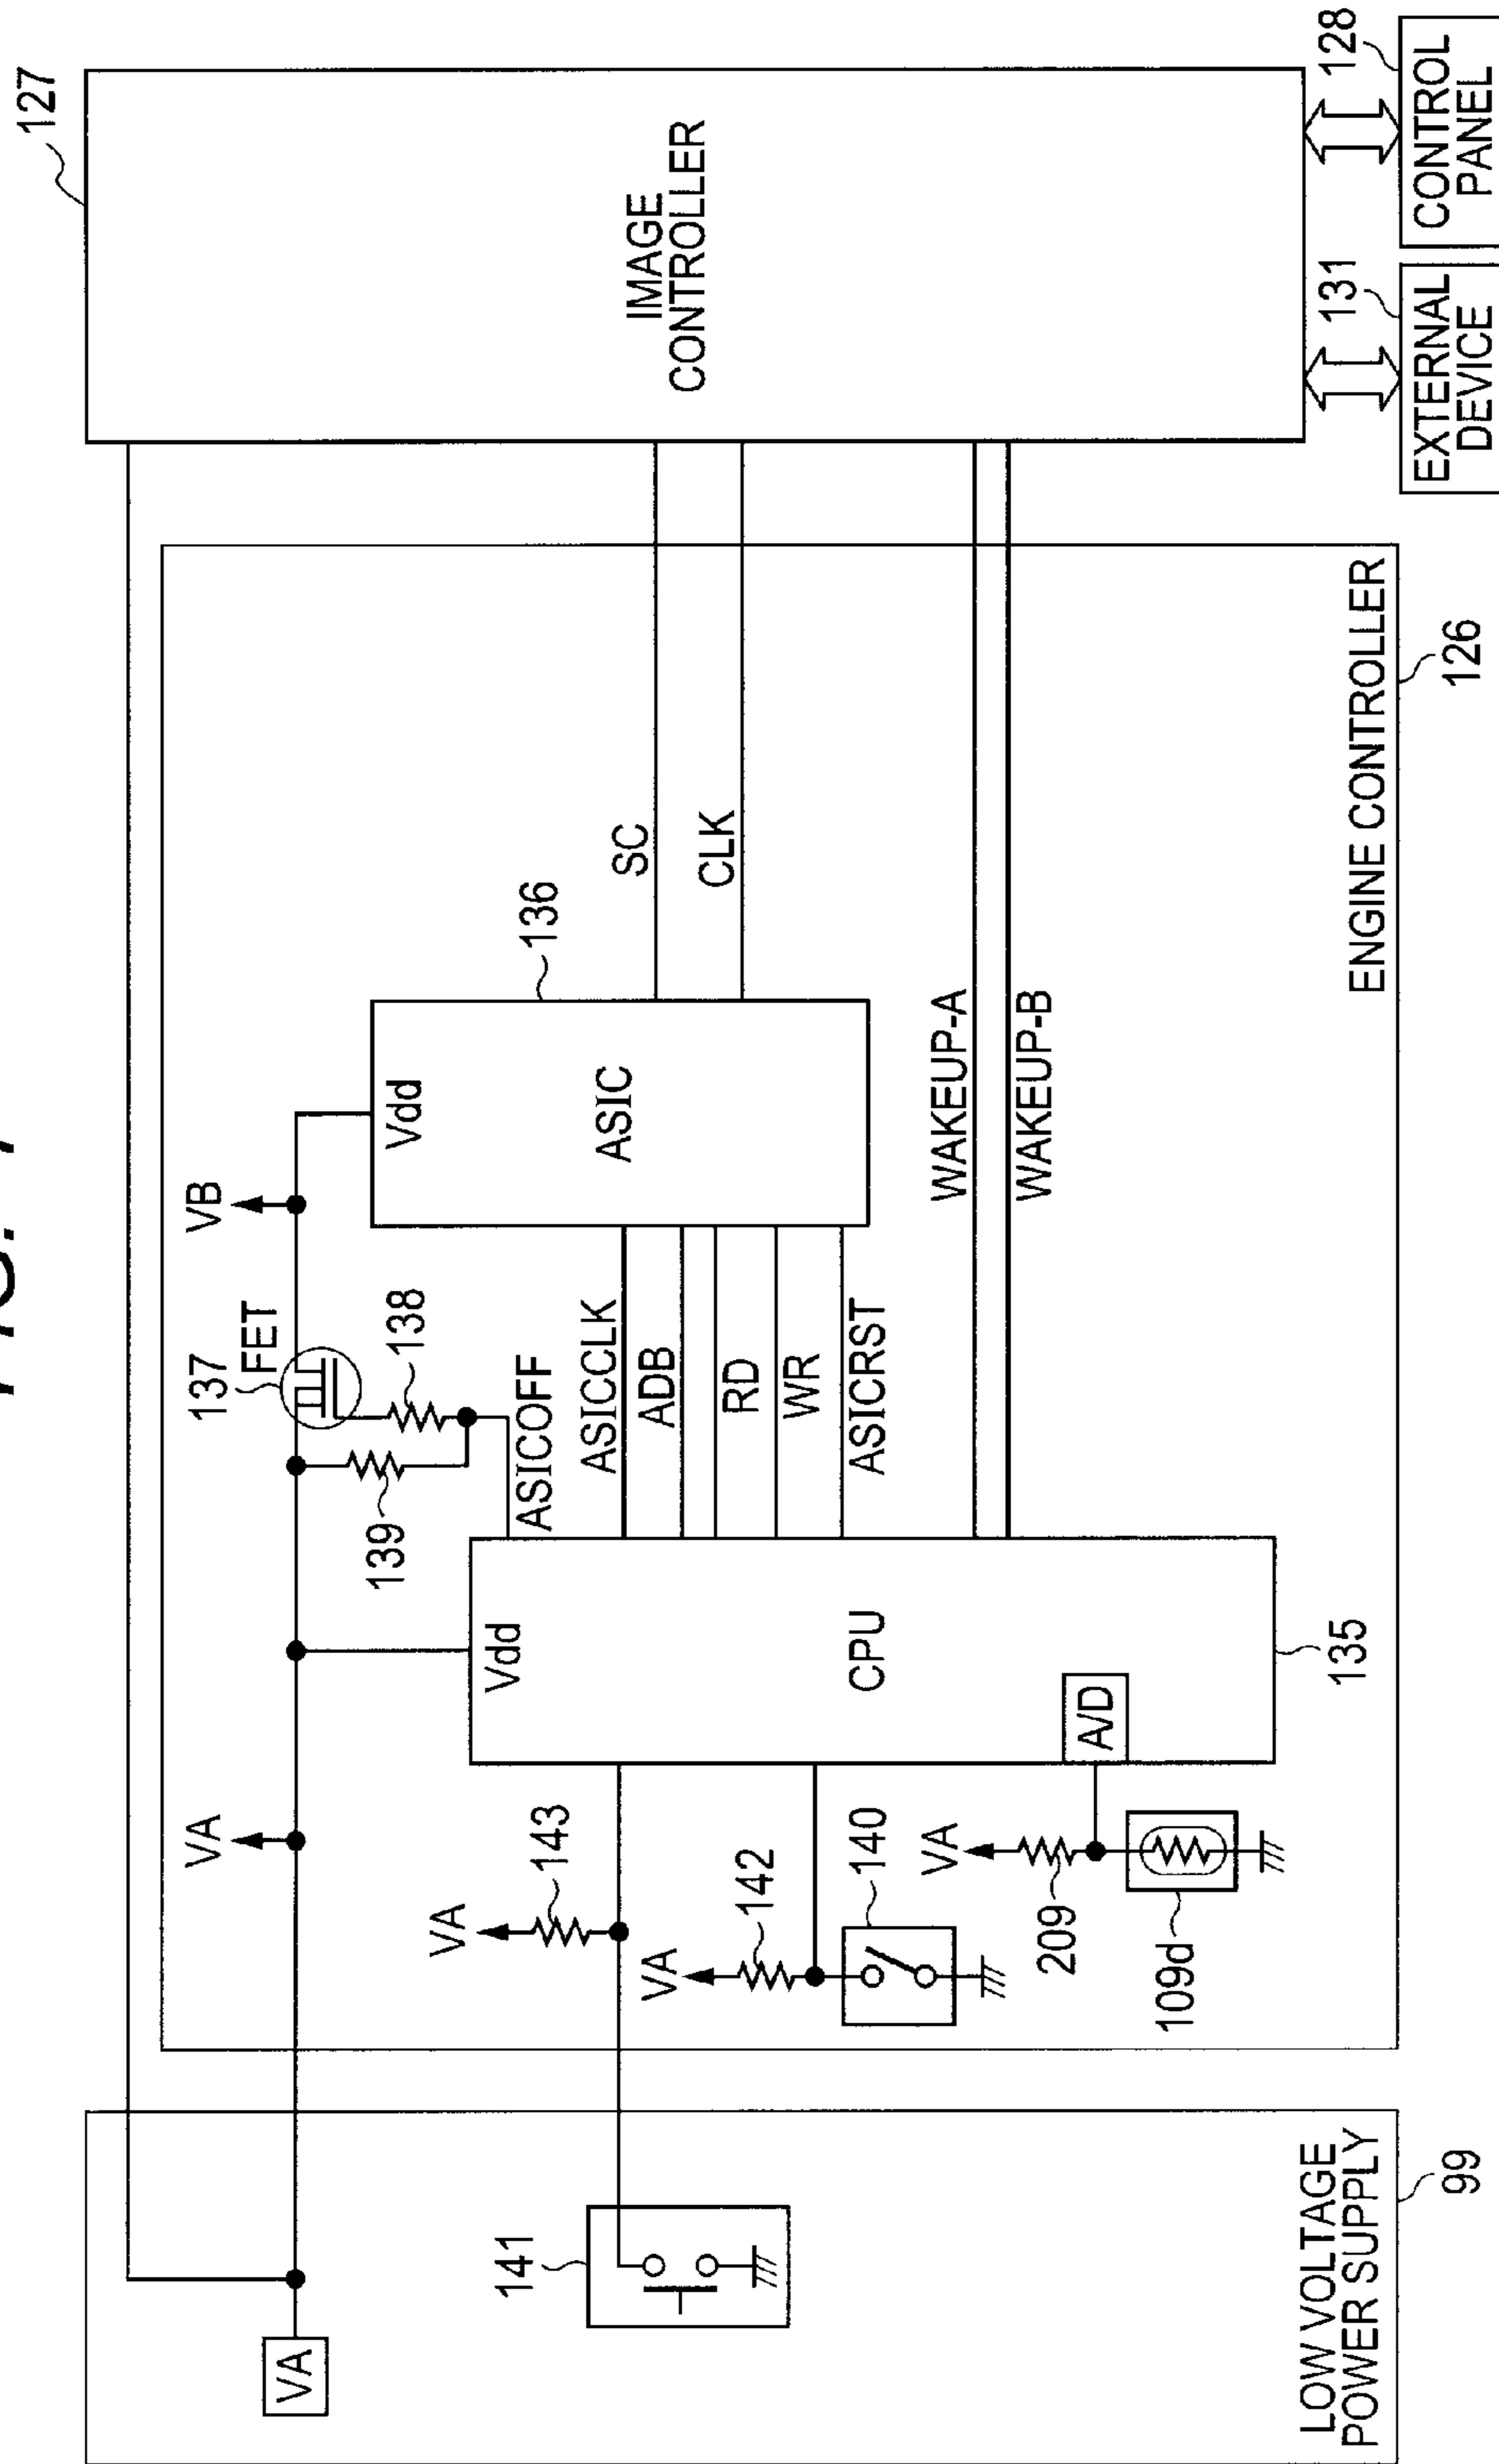 FIG.
VA
141
LOW VOLTAGE
POWER SUPPLY
99
VA
VA
143
VA
142
140
VA
209
109d
Vdd
CPU
A/D
135
139
137
FET
138
VB
ASICOFF
ASICCLK
ADB
RD
WR
ASICRST
Vdd
ASIC
136
SC
CLK
WAKEUP-A
WAKEUP-B
ENGINE CONTROLLER
126
127
IMAGE
CONTROLLER
131
128
EXTERNAL
DEVICE
CONTROL
PANEL